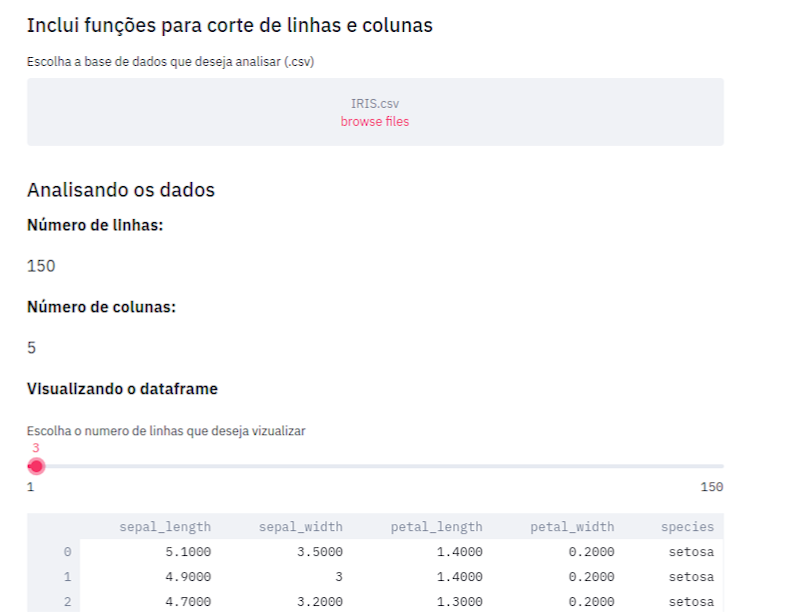 Inclui funções para corte de linhas e colunas
Escolha a base de dados que deseja analisar (.csv)
IRIS.csv
browse files
Analisando os dados
Número de linhas:
150
Número de colunas:
5
Visualizando o dataframe
Escolha o numero de linhas que deseja vizualizar
3
1 150
sepal_length sepal_width petal_length petal_width species
0 5.1000 3.5000 1.4000 0.2000 setosa
1 4.9000 3 1.4000 0.2000 setosa
2 4.7000 3.2000 1.3000 0.2000 setosa